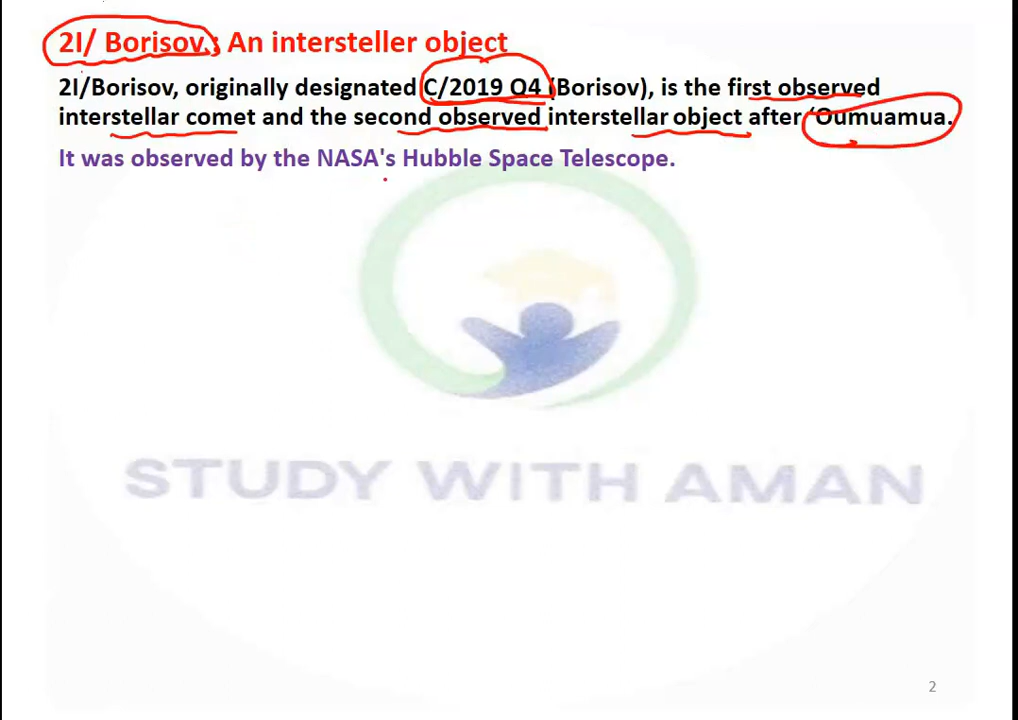 2I/ Borisov : An intersteller object
2I/Borisov, originally designated C/2019 Q4 (Borisov), is the first observed
interstellar comet and the second observed interstellar object after ʻOumuamua.
It was observed by the NASA's Hubble Space Telescope.
STUDY WITH AMAN
2